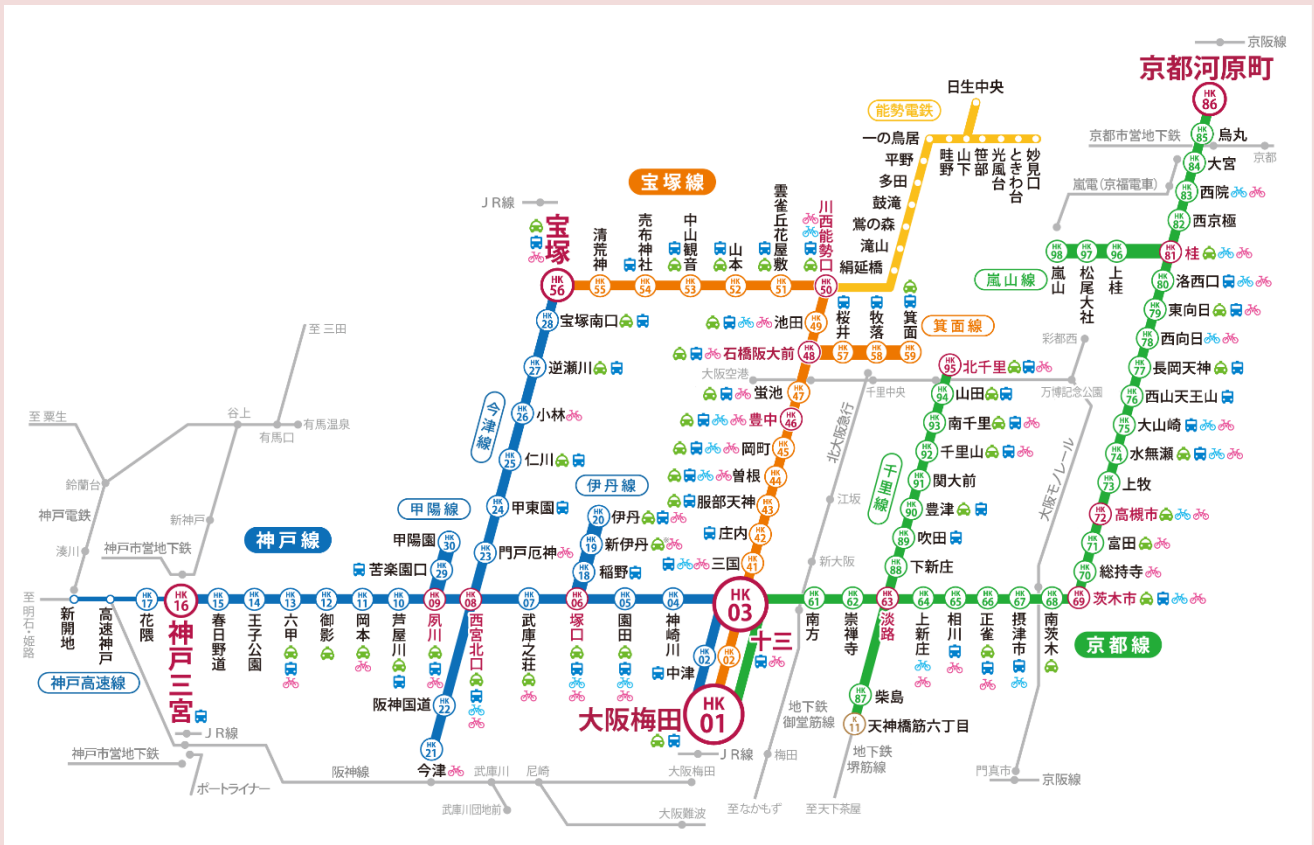 京阪線
京都河原町
HK 86
HK 85 烏丸
京都市営地下鉄
京都
HK 84 大宮
嵐電(京福電車)
HK 83 西院
HK 82 西京極
HK 81 桂
HK 98 嵐山
HK 97 松尾大社
HK 96 上桂
嵐山線
HK 80 洛西口
HK 79 東向日
HK 78 西向日
HK 77 長岡天神
HK 76 西山天王山
HK 75 大山崎
HK 74 水無瀬
HK 73 上牧
HK 72 高槻市
HK 71 富田
HK 70 総持寺
HK 69 茨木市
京都線
日生中央
能勢電鉄
一の鳥居
平野
多田
鼓滝
鶯の森
滝山
絹延橋
畦野
山下
笹部
光風台
ときわ台
妙見口
宝塚線
JR線
宝塚
HK 56
清荒神
HK 55
売布神社
HK 54
中山観音
HK 53
山本
HK 52
雲雀丘花屋敷
HK 51
川西能勢口
HK 50
池田 HK 49
石橋阪大前 HK 48
桜井
HK 57
牧落
HK 58
箕面
HK 59
箕面線
大阪空港
千里中央
万博記念公園
彩都西
蛍池 HK 47
豊中 HK 46
岡町 HK 45
曽根 HK 44
服部天神 HK 43
庄内 HK 42
三国 HK 41
北大阪急行
江坂
新大阪
大阪モノレール
HK 95 北千里
HK 94 山田
HK 93 南千里
HK 92 千里山
HK 91 関大前
HK 90 豊津
HK 89 吹田
HK 88 下新庄
千里線
HK 28 宝塚南口
HK 27 逆瀬川
HK 26 小林
HK 25 仁川
HK 24 甲東園
HK 23 門戸厄神
今津線
伊丹線
HK 20 伊丹
HK 19 新伊丹
HK 18 稲野
甲陽線
甲陽園 HK 30
苦楽園口 HK 29
神戸線
至 三田
至 粟生
谷上
有馬口
有馬温泉
鈴蘭台
神戸電鉄
新神戸
湊川
神戸市営地下鉄
至 明石・姫路
新開地
高速神戸
神戸高速線
HK 17
花隈
HK 16
神戸三宮
HK 15
春日野道
HK 14
王子公園
HK 13
六甲
HK 12
御影
HK 11
岡本
HK 10
芦屋川
HK 09
夙川
HK 08
西宮北口
HK 07
武庫之荘
HK 06
塚口
HK 05
園田
HK 04
神崎川
HK 03
十三
HK 61
南方
HK 62
崇禅寺
HK 63
淡路
HK 64
上新庄
HK 65
相川
HK 66
正雀
HK 67
摂津市
HK 68
南茨木
中津 HK 02
HK 02
大阪梅田
HK 01
HK 87 柴島
K 11 天神橋筋六丁目
阪神国道
HK 22
HK 21
今津
JR線
神戸市営地下鉄
ポートライナー
阪神線
武庫川
尼崎
大阪梅田
武庫川団地前
大阪難波
JR線
梅田
地下鉄
御堂筋線
地下鉄
堺筋線
至なかもず
至天下茶屋
門真市
京阪線